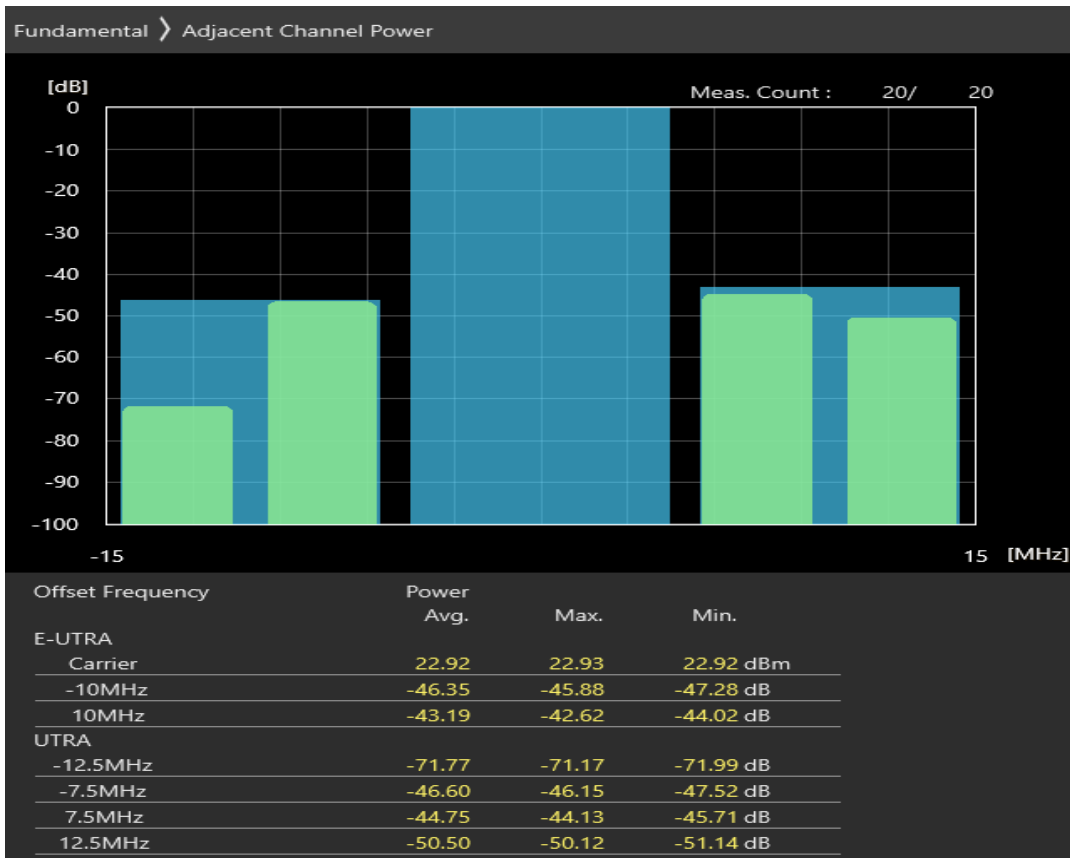 Fundamental ❭ Adjacent Channel Power
[dB]
Meas. Count : 20/ 20
0
-10
-20
-30
-40
-50
-60
-70
-80
-90
-100
-15 15 [MHz]
Offset Frequency Power
Avg. Max. Min.
E-UTRA
Carrier 22.92 22.93 22.92 dBm
-10MHz -46.35 -45.88 -47.28 dB
10MHz -43.19 -42.62 -44.02 dB
UTRA
-12.5MHz -71.77 -71.17 -71.99 dB
-7.5MHz -46.60 -46.15 -47.52 dB
7.5MHz -44.75 -44.13 -45.71 dB
12.5MHz -50.50 -50.12 -51.14 dB